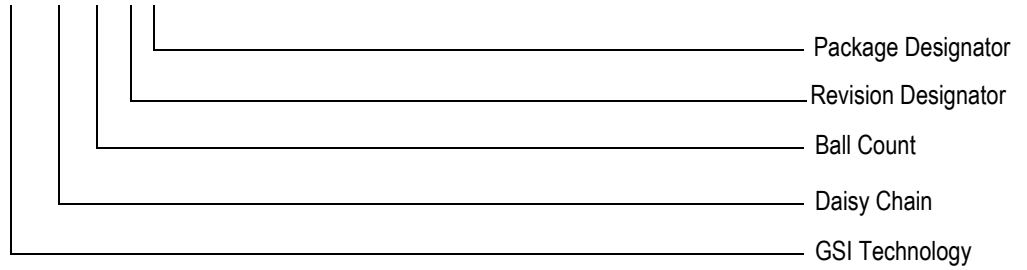 Package Designator
Revision Designator
Ball Count
Daisy Chain
GSI Technology